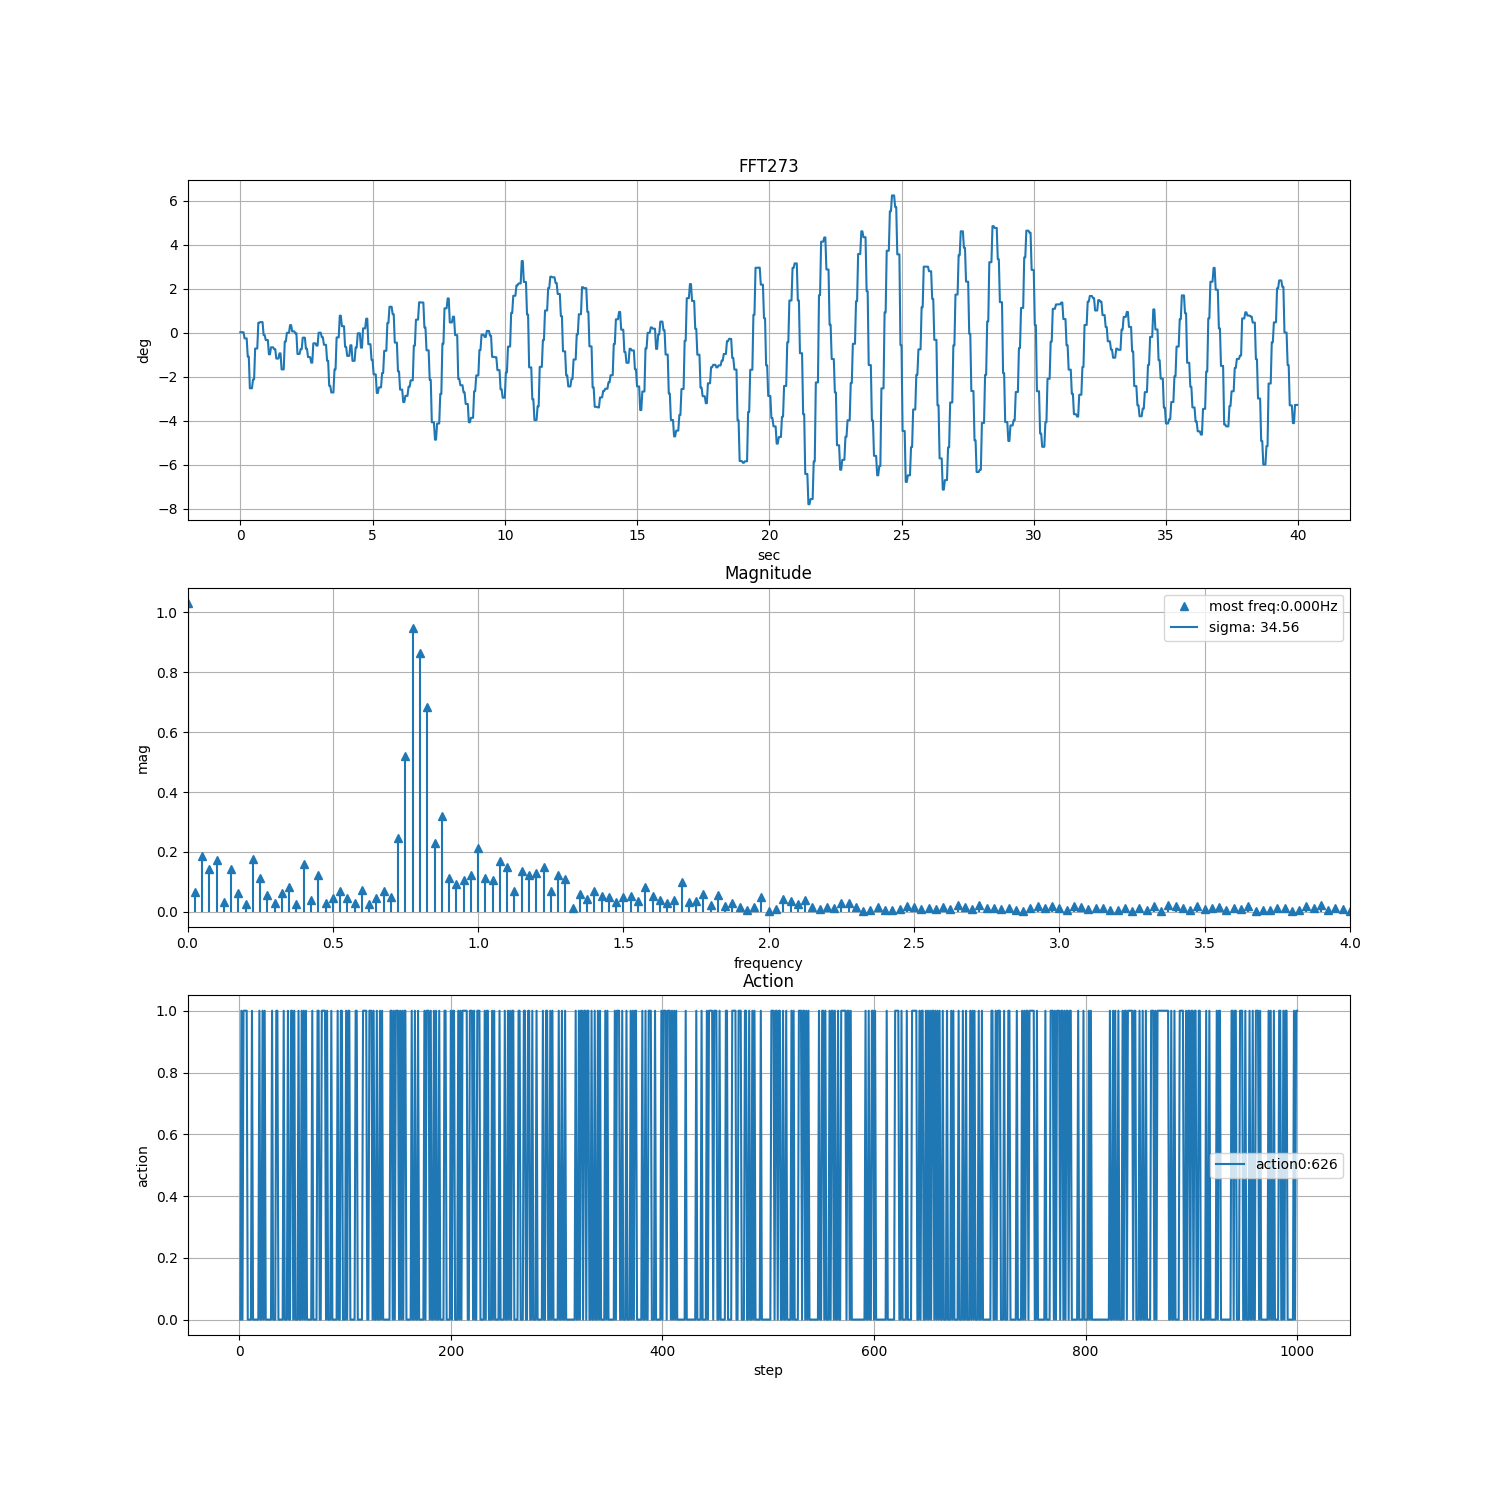 FFT273
6
4
2
0
−2
−4
−6
−8
deg
0 5 10 15 20 25 30 35 40
sec
Magnitude
most freq:0.000Hz
sigma: 34.56
1.0
0.8
0.6
0.4
0.2
0.0
mag
0.0 0.5 1.0 1.5 2.0 2.5 3.0 3.5 4.0
frequency
Action
1.0
0.8
0.6
0.4
0.2
0.0
action
action0:626
0 200 400 600 800 1000
step